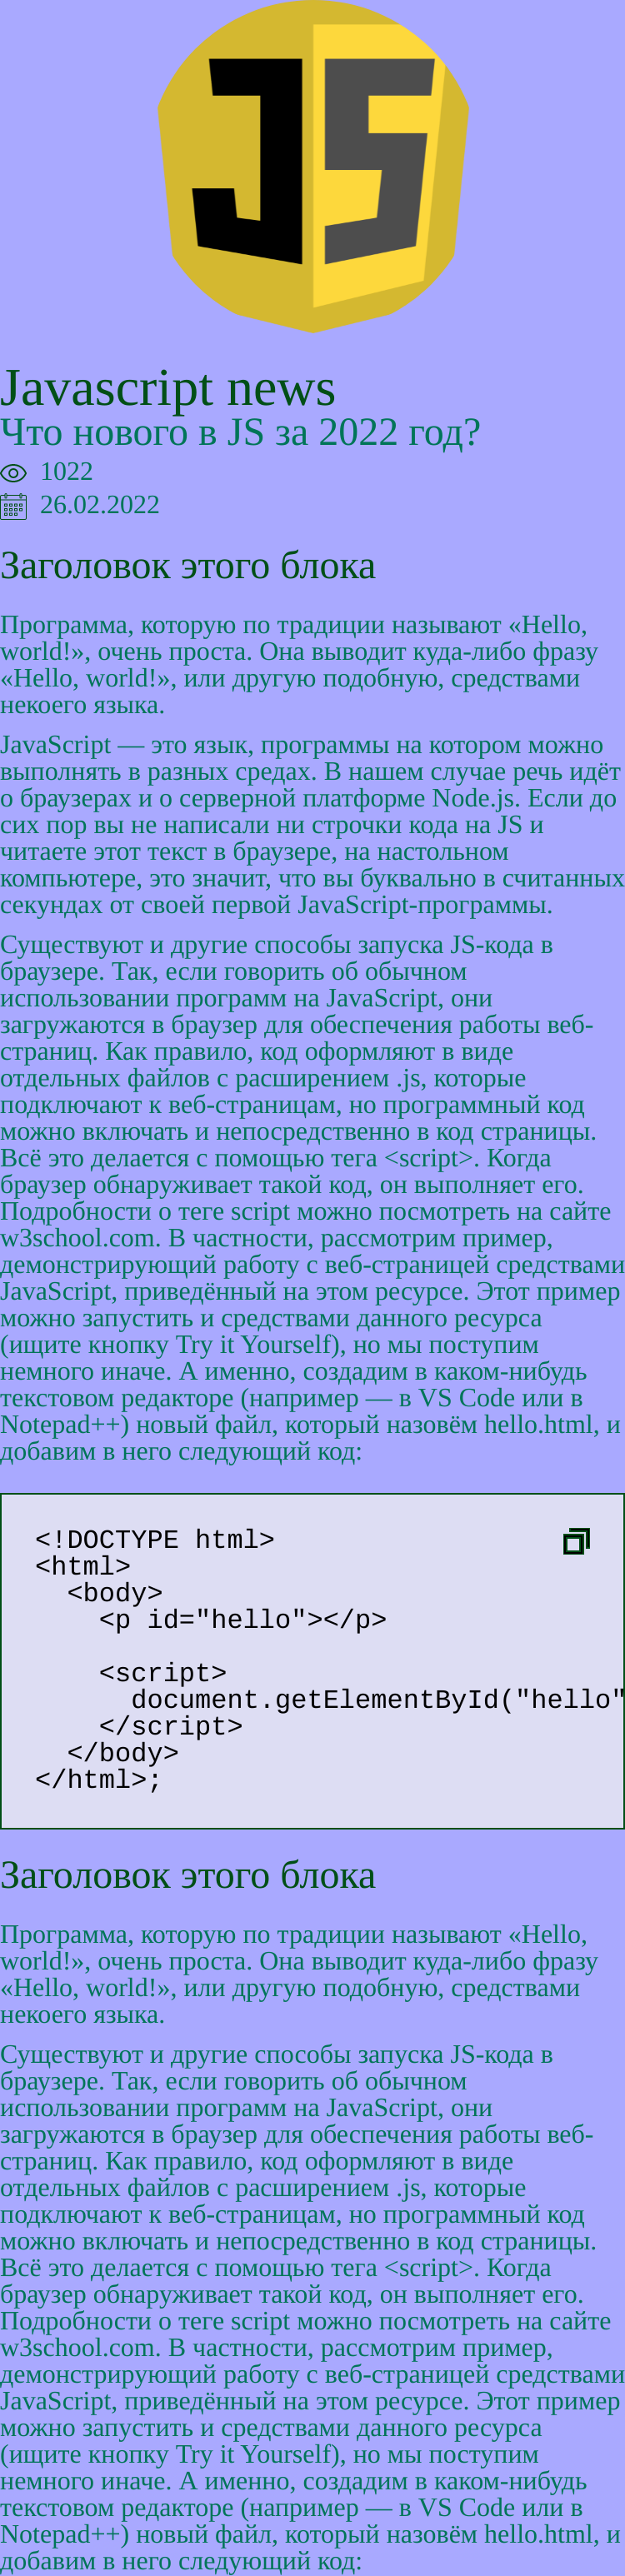 JS
Javascript news
Что нового в JS за 2022 год?
1022
26.02.2022
Заголовок этого блока
Программа, которую по традиции называют «Hello,
world!», очень проста. Она выводит куда-либо фразу
«Hello, world!», или другую подобную, средствами
некоего языка.
JavaScript — это язык, программы на котором можно
выполнять в разных средах. В нашем случае речь идёт
о браузерах и о серверной платформе Node.js. Если до
сих пор вы не написали ни строчки кода на JS и
читаете этот текст в браузере, на настольном
компьютере, это значит, что вы буквально в считанных
секундах от своей первой JavaScript-программы.
Существуют и другие способы запуска JS-кода в
браузере. Так, если говорить об обычном
использовании программ на JavaScript, они
загружаются в браузер для обеспечения работы веб-
страниц. Как правило, код оформляют в виде
отдельных файлов с расширением .js, которые
подключают к веб-страницам, но программный код
можно включать и непосредственно в код страницы.
Всё это делается с помощью тега <script>. Когда
браузер обнаруживает такой код, он выполняет его.
Подробности о теге script можно посмотреть на сайте
w3school.com. В частности, рассмотрим пример,
демонстрирующий работу с веб-страницей средствами
JavaScript, приведённый на этом ресурсе. Этот пример
можно запустить и средствами данного ресурса
(ищите кнопку Try it Yourself), но мы поступим
немного иначе. А именно, создадим в каком-нибудь
текстовом редакторе (например — в VS Code или в
Notepad++) новый файл, который назовём hello.html, и
добавим в него следующий код:
<!DOCTYPE html>
<html>
  <body>
    <p id="hello"></p>
    <script>
      document.getElementById("hello"
    </script>
  </body>
</html>;
Заголовок этого блока
Программа, которую по традиции называют «Hello,
world!», очень проста. Она выводит куда-либо фразу
«Hello, world!», или другую подобную, средствами
некоего языка.
Существуют и другие способы запуска JS-кода в
браузере. Так, если говорить об обычном
использовании программ на JavaScript, они
загружаются в браузер для обеспечения работы веб-
страниц. Как правило, код оформляют в виде
отдельных файлов с расширением .js, которые
подключают к веб-страницам, но программный код
можно включать и непосредственно в код страницы.
Всё это делается с помощью тега <script>. Когда
браузер обнаруживает такой код, он выполняет его.
Подробности о теге script можно посмотреть на сайте
w3school.com. В частности, рассмотрим пример,
демонстрирующий работу с веб-страницей средствами
JavaScript, приведённый на этом ресурсе. Этот пример
можно запустить и средствами данного ресурса
(ищите кнопку Try it Yourself), но мы поступим
немного иначе. А именно, создадим в каком-нибудь
текстовом редакторе (например — в VS Code или в
Notepad++) новый файл, который назовём hello.html, и
добавим в него следующий код: